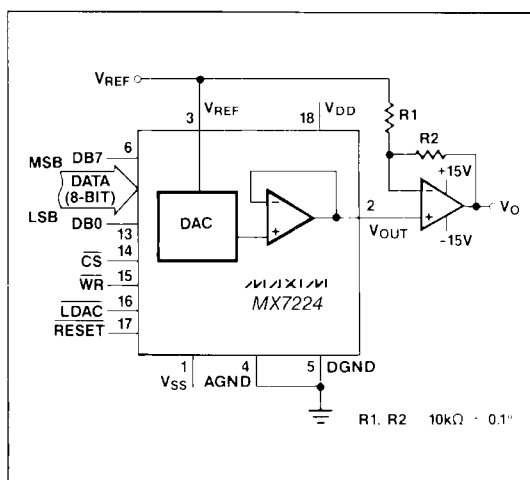 VREF
VREF
3
18
VDD
R1
R2
+15V
-15V
VO
MSB
DB7
6
DATA
(8-BIT)
LSB
DB0
13
DAC
2
VOUT
CS
14
WR
15
LDAC
16
RESET
17
MAXIM
MX7224
1
VSS
4
AGND
5
DGND
R1, R2 10kΩ - 0.1°